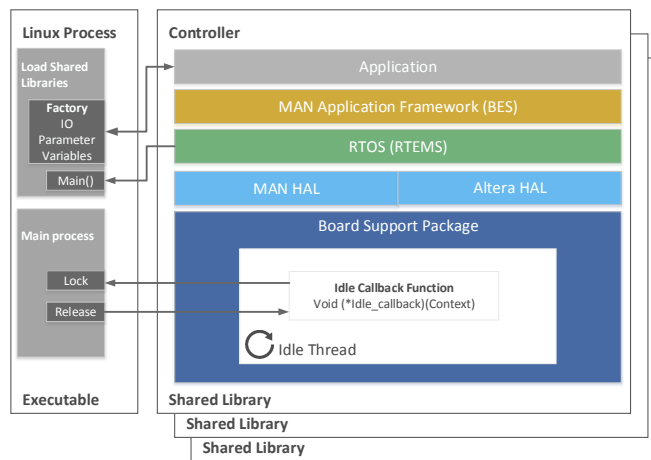 Linux Process
Load Shared
Libraries
Factory
IO
Parameter
Variables
Main()
Main process
Lock
Release
Executable
Controller
Application
MAN Application Framework (BES)
RTOS (RTEMS)
MAN HAL
Altera HAL
Board Support Package
Idle Callback Function
Void (*Idle_callback)(Context)
Idle Thread
Shared Library
Shared Library
Shared Library